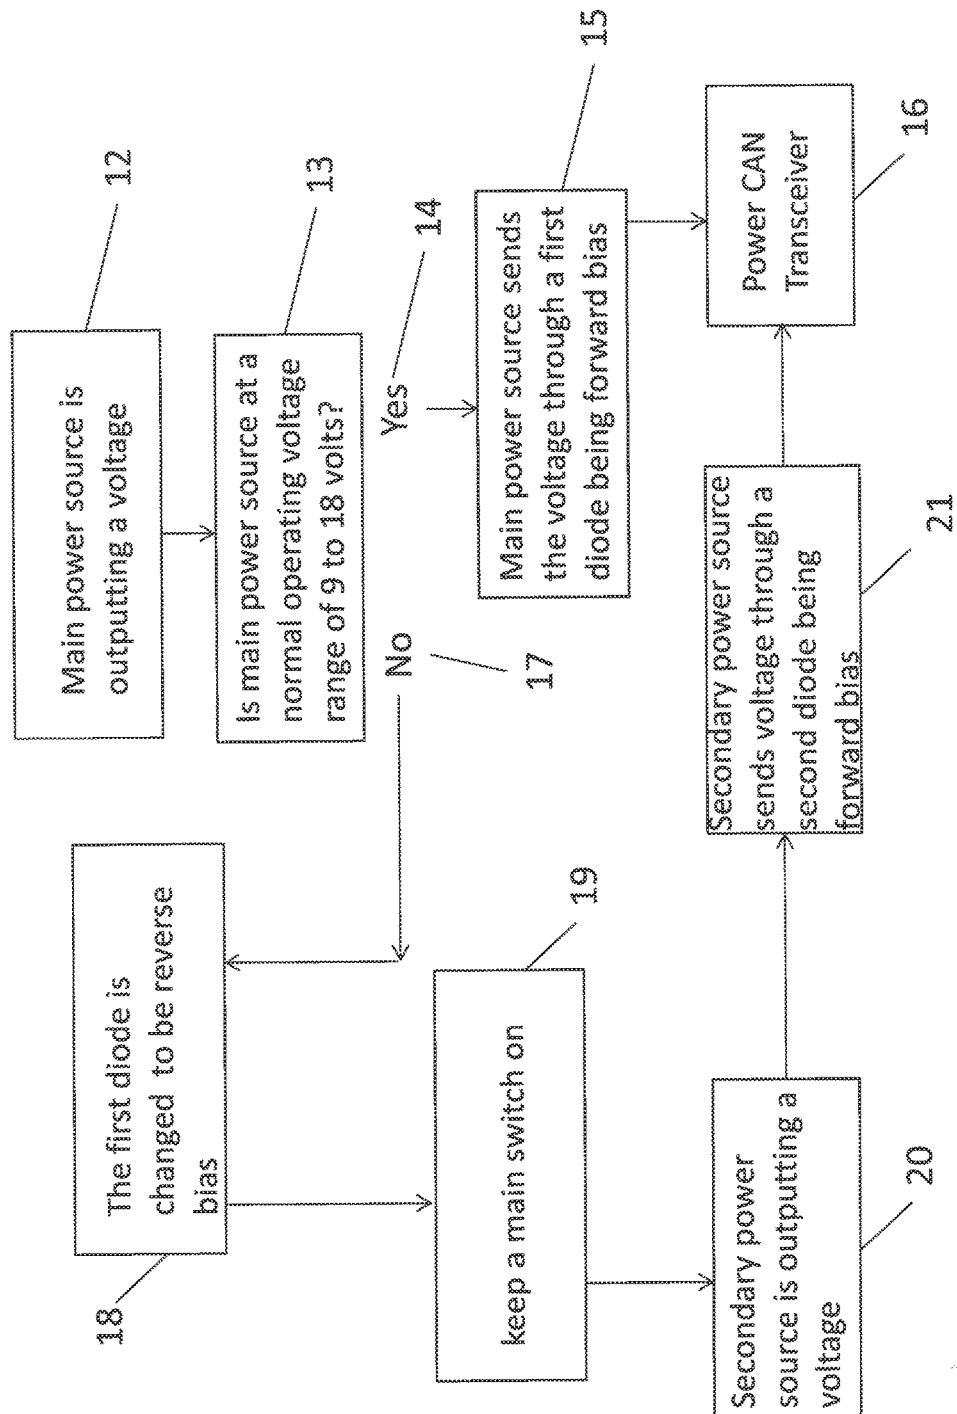 Main power source is
outputting a voltage
12
Is main power source at a
normal operating voltage
range of 9 to 18 volts?
13
Yes
14
Main power source sends
the voltage through a first
diode being forward bias
15
Power CAN
Transceiver
16
No
17
The first diode is
changed to be reverse
bias
18
keep a main switch on
19
Secondary power
source is outputting a
voltage
20
Secondary power source
sends voltage through a
second diode being
forward bias
21